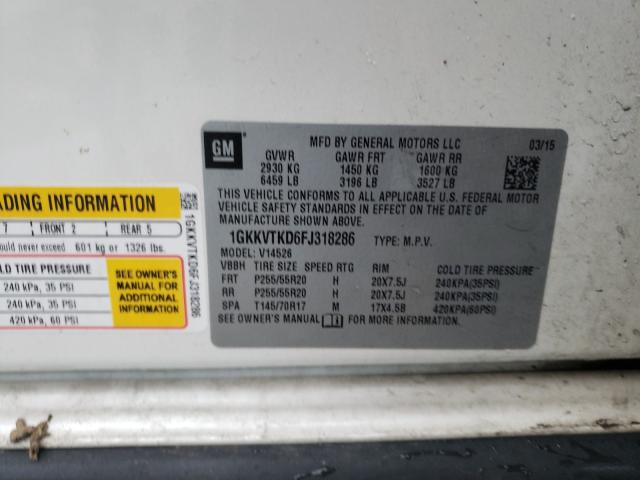 ADING INFORMATION
7 FRONT 2 REAR 5
ould never exceed 601 kg or 1326 lbs.
OLD TIRE PRESSURE
240 kPa, 35 PSI
240 kPa, 35 PSI
420 kPa, 60 PSI
SEE OWNER'S
MANUAL FOR
ADDITIONAL
INFORMATION
1GKKVTKD6FJ318286
GM
MFD BY GENERAL MOTORS LLC 03/15
GVWR GAWR FRT GAWR RR
2930 KG 1450 KG 1600 KG
6459 LB 3196 LB 3527 LB
THIS VEHICLE CONFORMS TO ALL APPLICABLE U.S. FEDERAL MOTOR
VEHICLE SAFETY STANDARDS IN EFFECT ON THE DATE OF
MANUFACTURE SHOWN ABOVE.
1GKKVTKD6FJ318286 TYPE: M.P.V.
MODEL: V14526
VBBH TIRE SIZE SPEED RTG RIM COLD TIRE PRESSURE
FRT P255/55R20 H 20X7.5J 240KPA(35PSI)
RR P255/55R20 H 20X7.5J 240KPA(35PSI)
SPA T145/70R17 M 17X4.5B 420KPA(60PSI)
SEE OWNER'S MANUAL FOR MORE INFORMATION.